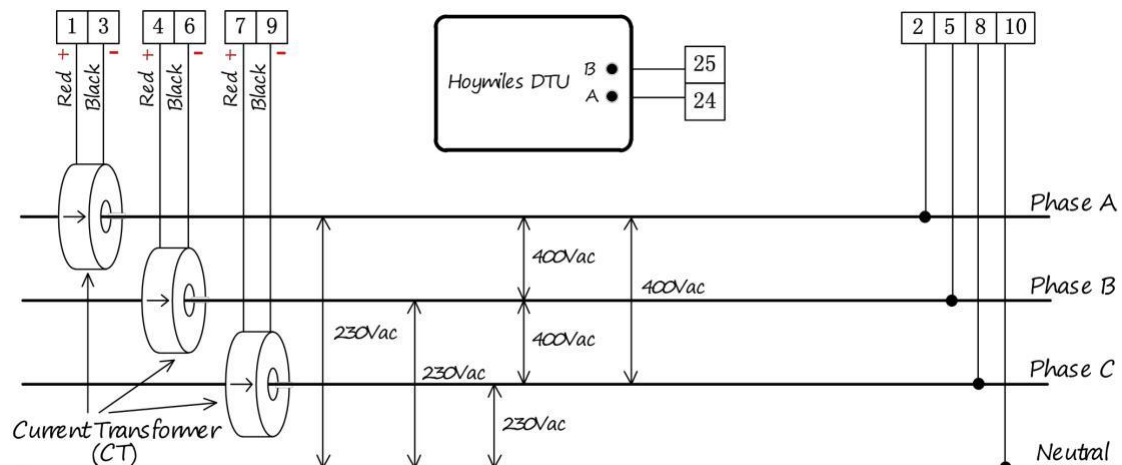 1 3 4 6 7 9
2 5 8 10
+ - + - + -
Red Black Red Black Red Black
Hoymiles DTU
B
A
25
24
Phase A
400Vac
400Vac
Phase B
230Vac
400Vac
230Vac
Phase C
230Vac
Current Transformer
(CT)
Neutral